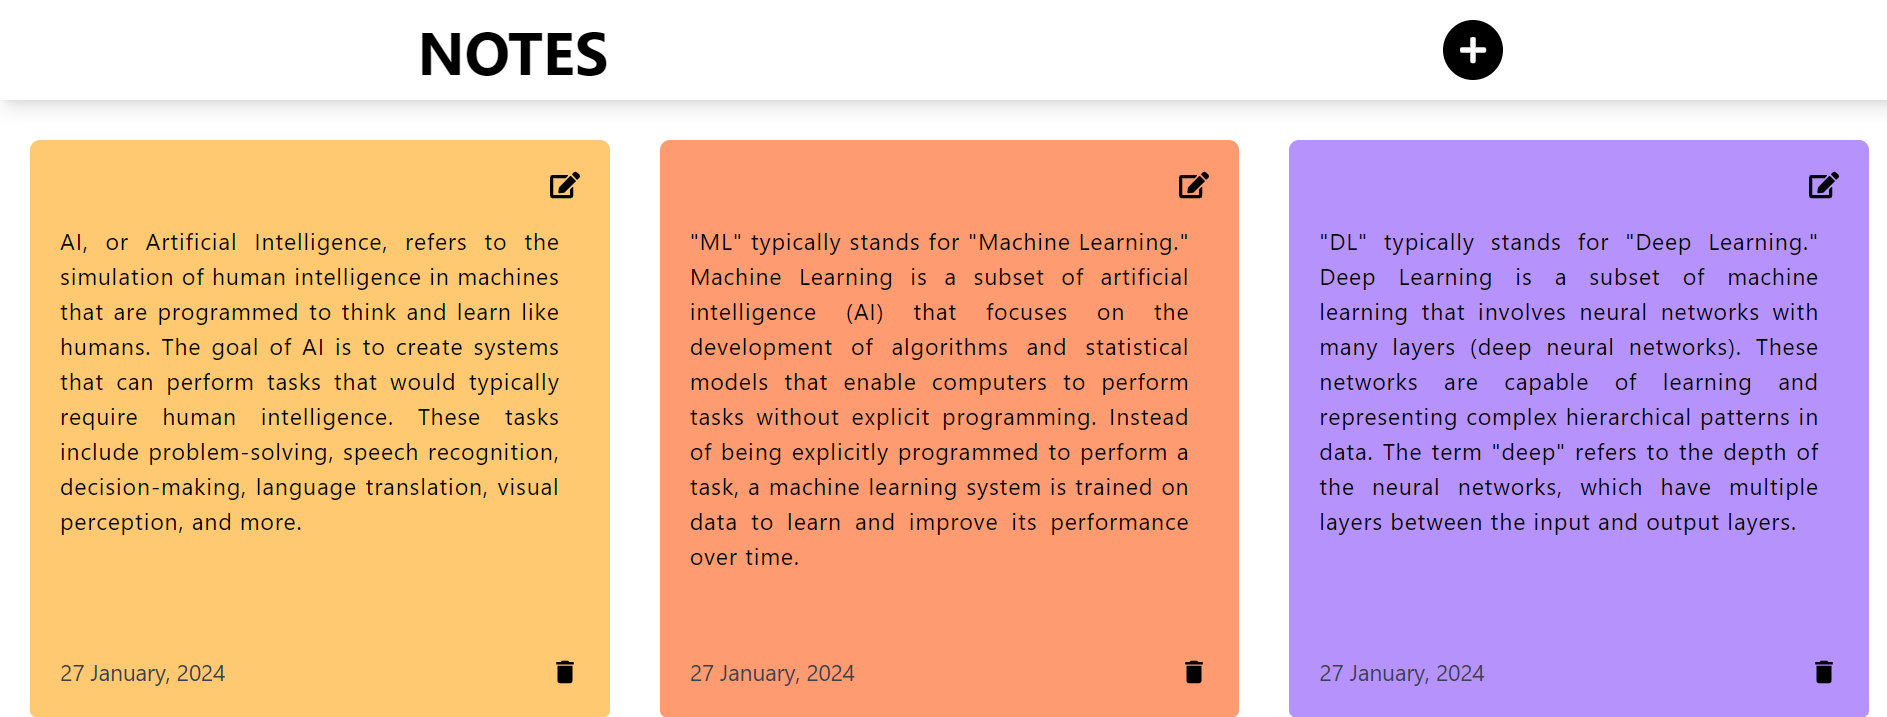 NOTES
AI, or Artificial Intelligence, refers to the
simulation of human intelligence in machines
that are programmed to think and learn like
humans. The goal of AI is to create systems
that can perform tasks that would typically
require human intelligence. These tasks
include problem-solving, speech recognition,
decision-making, language translation, visual
perception, and more.
27 January, 2024
"ML" typically stands for "Machine Learning."
Machine Learning is a subset of artificial
intelligence (AI) that focuses on the
development of algorithms and statistical
models that enable computers to perform
tasks without explicit programming. Instead
of being explicitly programmed to perform a
task, a machine learning system is trained on
data to learn and improve its performance
over time.
27 January, 2024
"DL" typically stands for "Deep Learning."
Deep Learning is a subset of machine
learning that involves neural networks with
many layers (deep neural networks). These
networks are capable of learning and
representing complex hierarchical patterns in
data. The term "deep" refers to the depth of
the neural networks, which have multiple
layers between the input and output layers.
27 January, 2024